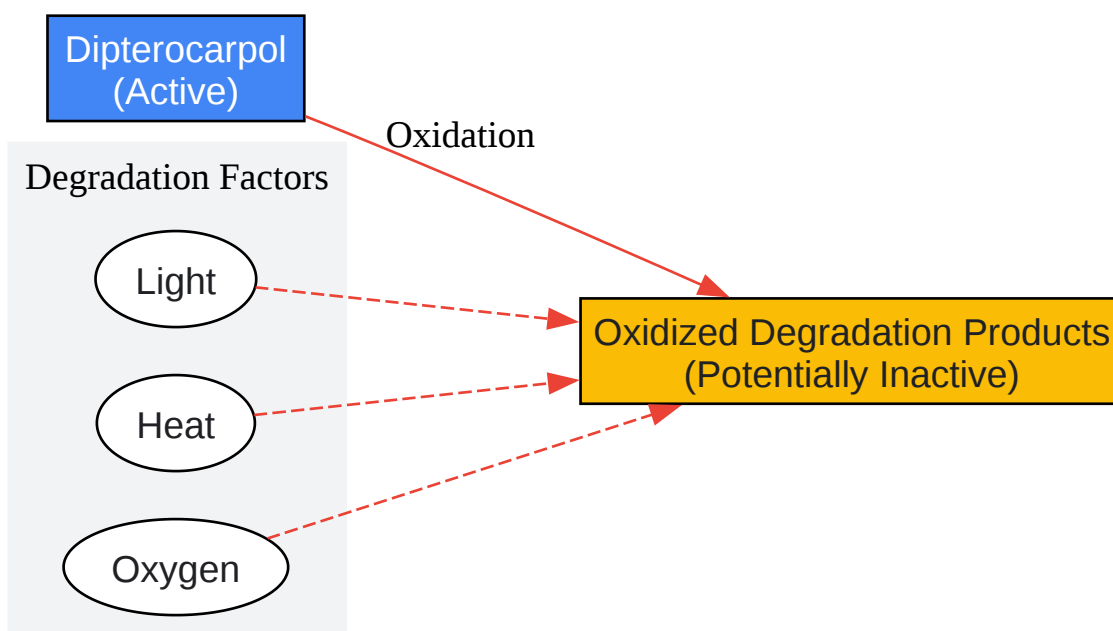 Dipterocarpol
(Active)
Oxidation
Degradation Factors
Light
Heat
Oxygen
Oxidized Degradation Products
(Potentially Inactive)